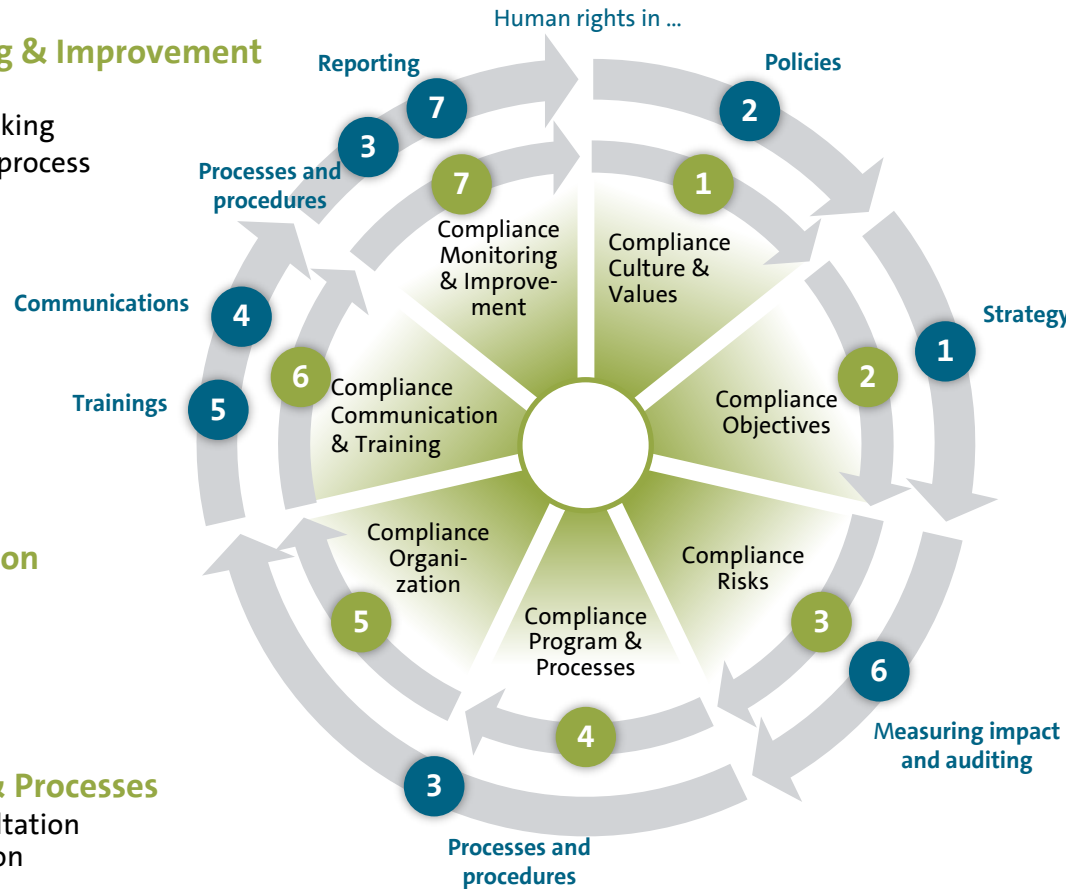 Human rights in ...
g & Improvement
king
process
on
& Processes
ltation
on
Reporting
7
3
Processes and
procedures
Policies
2
Strategy
1
Measuring impact
and auditing
6
Processes and
procedures
3
Trainings
5
Communications
4
1
Compliance
Culture &
Values
2
Compliance
Objectives
3
Compliance
Risks
4
Compliance
Program &
Processes
5
Compliance
Organi-
zation
6
Compliance
Communication
& Training
7
Compliance
Monitoring
& Improve-
ment